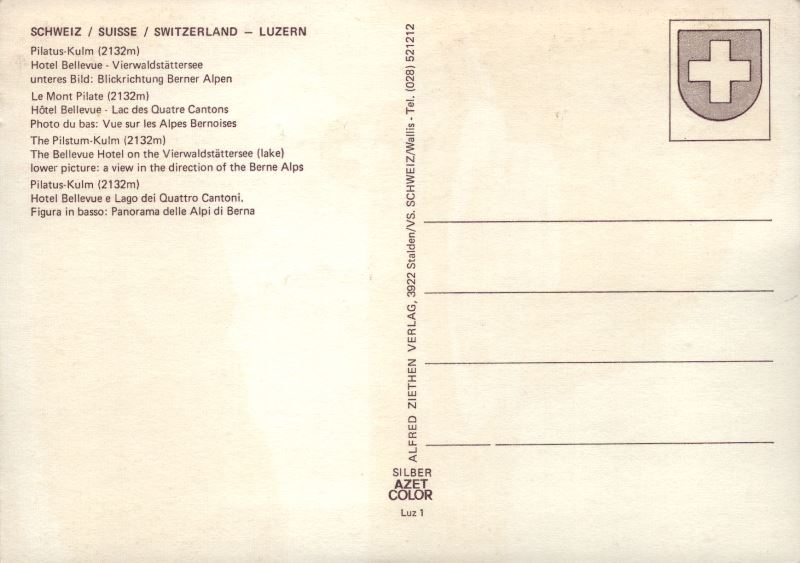 SCHWEIZ / SUISSE / SWITZERLAND – LUZERN
Pilatus-Kulm (2132m)
Hotel Bellevue - Vierwaldstättersee
unteres Bild: Blickrichtung Berner Alpen
Le Mont Pilate (2132m)
Hôtel Bellevue - Lac des Quatre Cantons
Photo du bas: Vue sur les Alpes Bernoises
The Pilstum-Kulm (2132m)
The Bellevue Hotel on the Vierwaldstättersee (lake)
lower picture: a view in the direction of the Berne Alps
Pilatus-Kulm (2132m)
Hotel Bellevue e Lago dei Quattro Cantoni.
Figura in basso: Panorama delle Alpi di Berna
ALFRED ZIETHEN VERLAG, 3922 Stalden/VS. SCHWEIZ/Wallis - Tel. (028) 521212
SILBER
AZET
COLOR
Luz 1